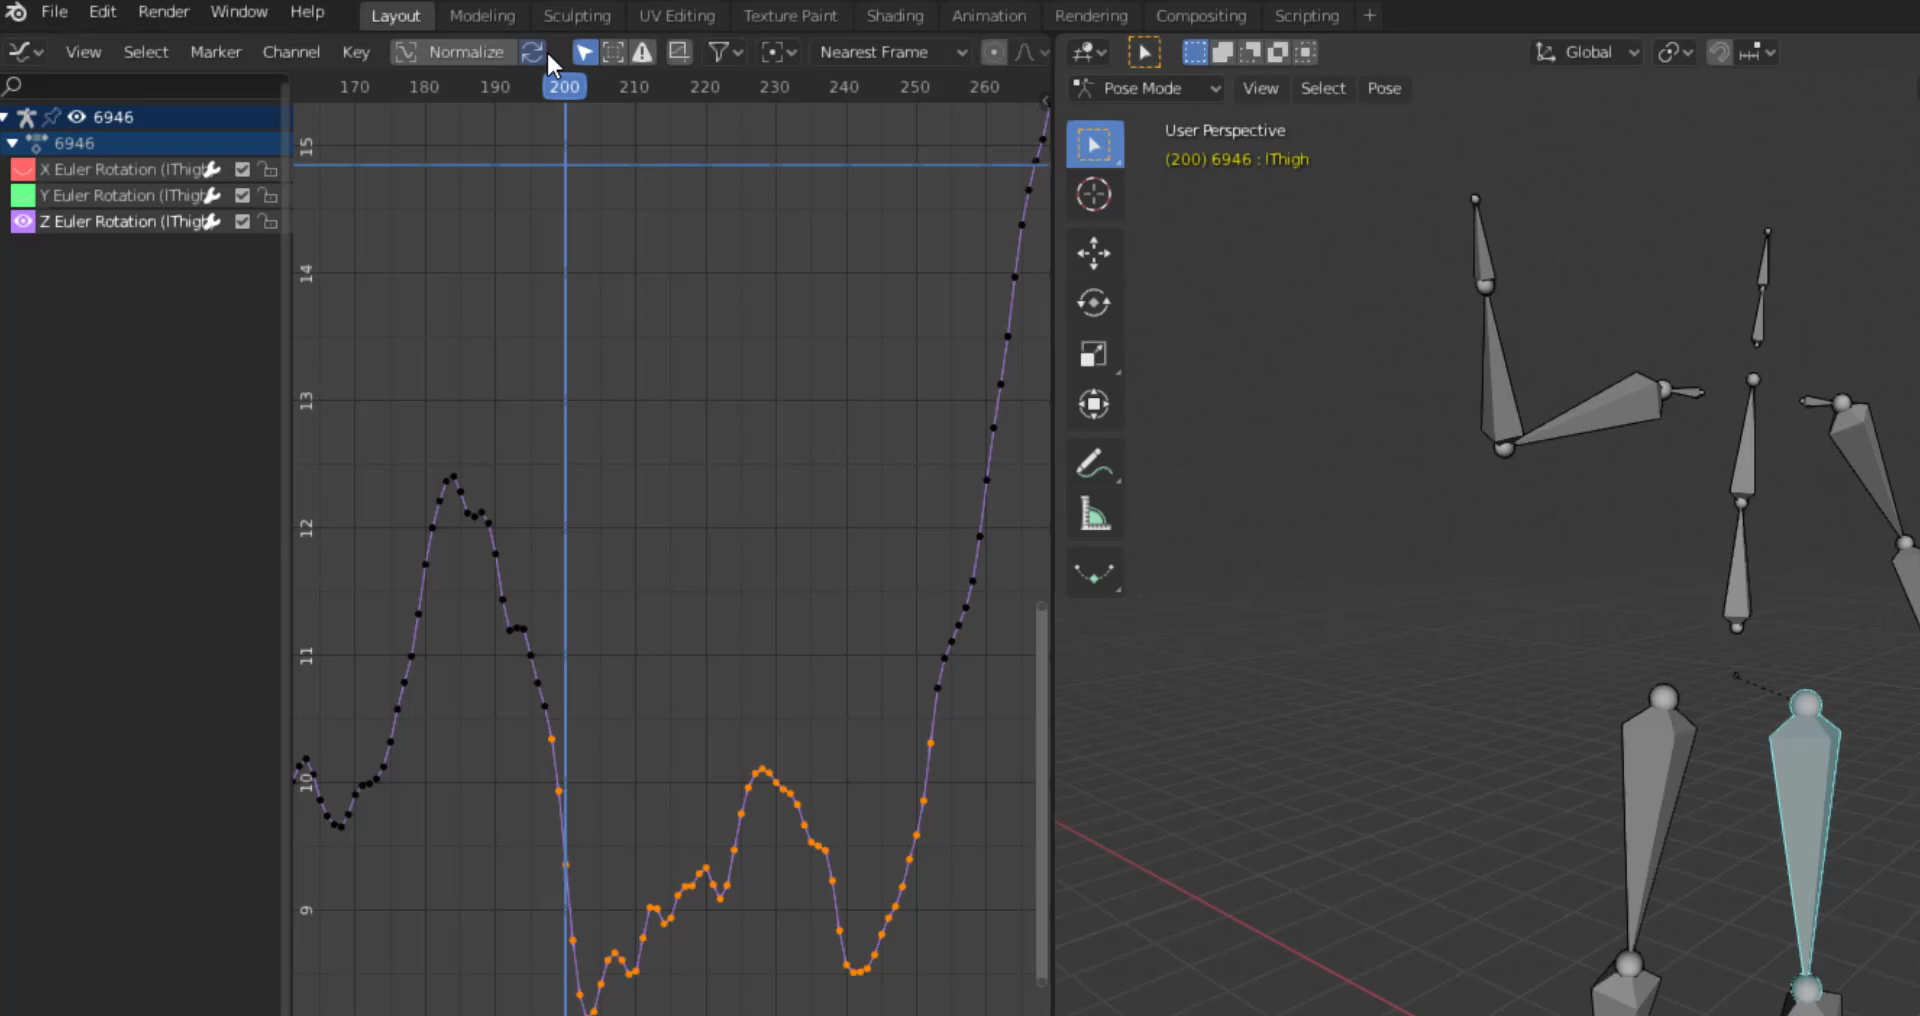 File Edit Render Window Help Layout Modeling Sculpting UV Editing Texture Paint Shading Animation Rendering Compositing Scripting +
View Select Marker Channel Key Normalize Nearest Frame Global
Pose Mode View Select Pose
170 180 190 200 210 220 230 240 250 260
6946
6946
X Euler Rotation (lThigh
Y Euler Rotation (lThigh
Z Euler Rotation (lThigh
15
14
13
12
11
10
9
User Perspective
(200) 6946 : lThigh